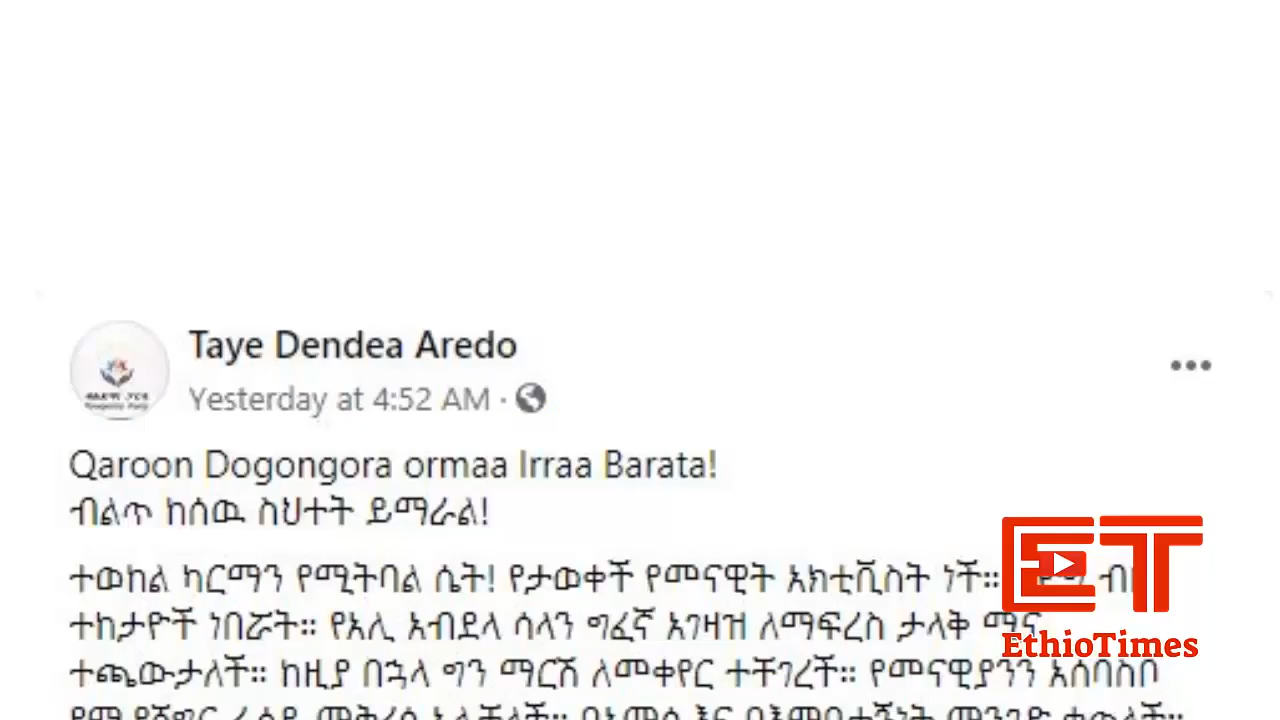 Taye Dendea Aredo
Yesterday at 4:52 AM ·
Qaroon Dogongora ormaa Irraa Barata!
ብልጥ ከሰዉ ስህተት ይማራል!
ተወከል ካርማን የሚትባል ሴት! የታወቀች የመናዊት አክቲቪስት ነች።
ተከታዮች ነበሯት። የአሊ አብደላ ሳላን ግፈኛ አገዛዝ ለማፍረስ ታላቅ ማና
ተጫውታለች። ከዚያ በኋላ ግን ማርሽ ለመቀየር ተቸገረች። የመናዊያንን አሰባስቦ
ET
EthioTimes